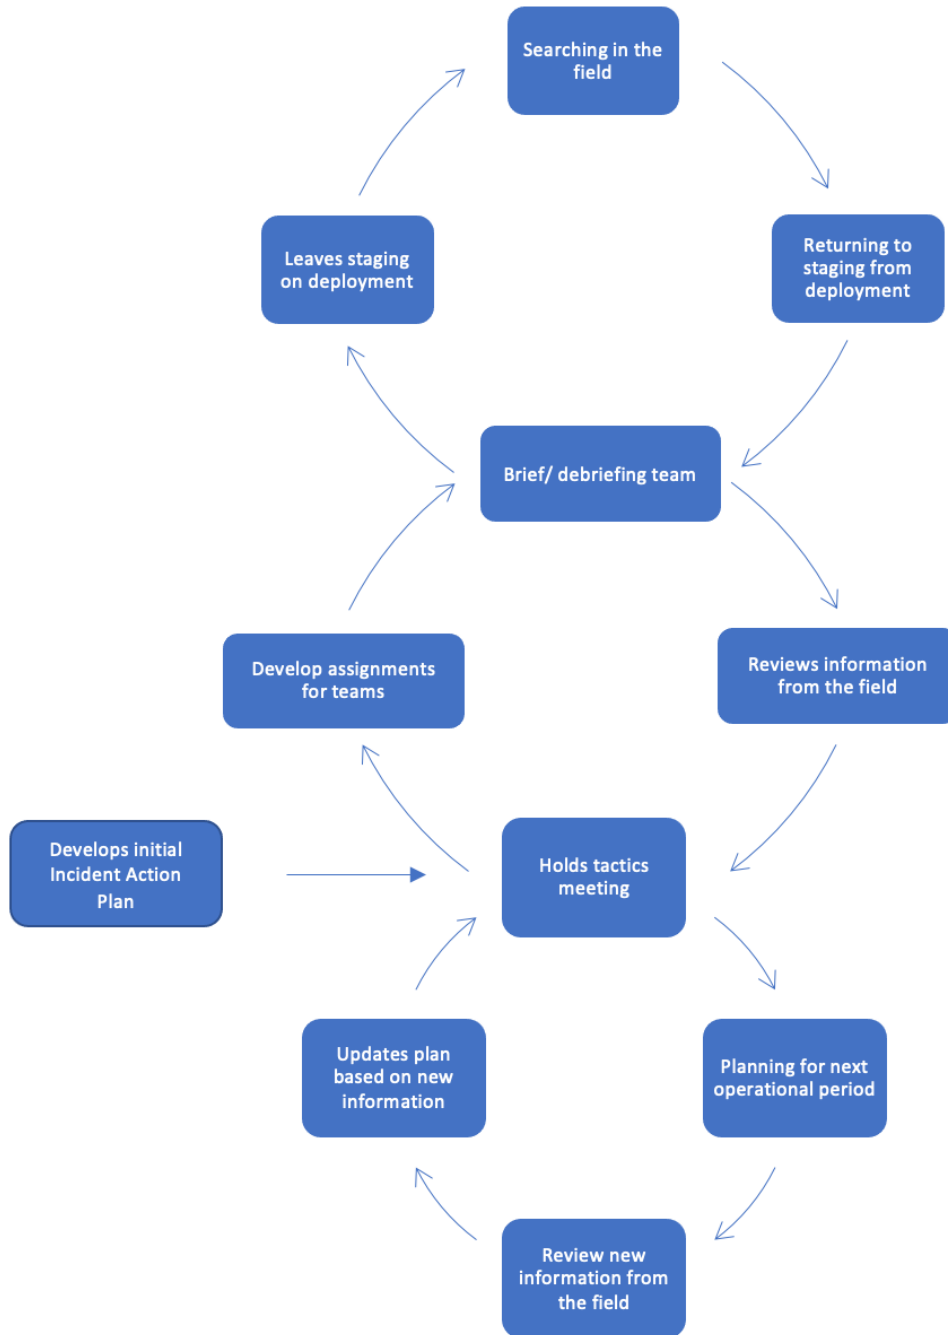 Searching in the
field
Leaves staging
on deployment
Returning to
staging from
deployment
Brief/ debriefing team
Develop assignments
for teams
Reviews information
from the field
Develops initial
Incident Action
Plan
Holds tactics
meeting
Updates plan
based on new
information
Planning for next
operational period
Review new
information from
the field